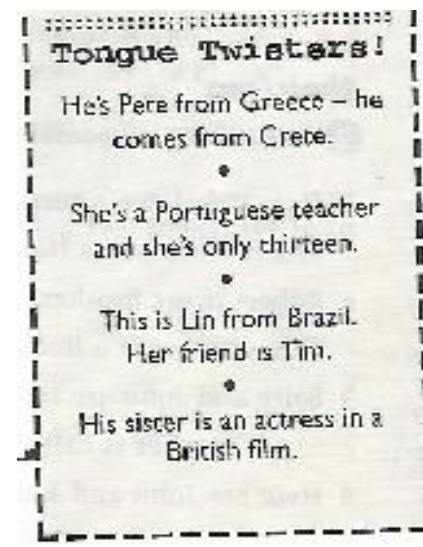 Tongue Twisters!
He's Pete from Greece – he
comes from Crete.
•
She's a Portuguese teacher
and she's only thirteen.
•
This is Lin from Brazil.
Her friend is Tim.
•
His sister is an actress in a
British film.